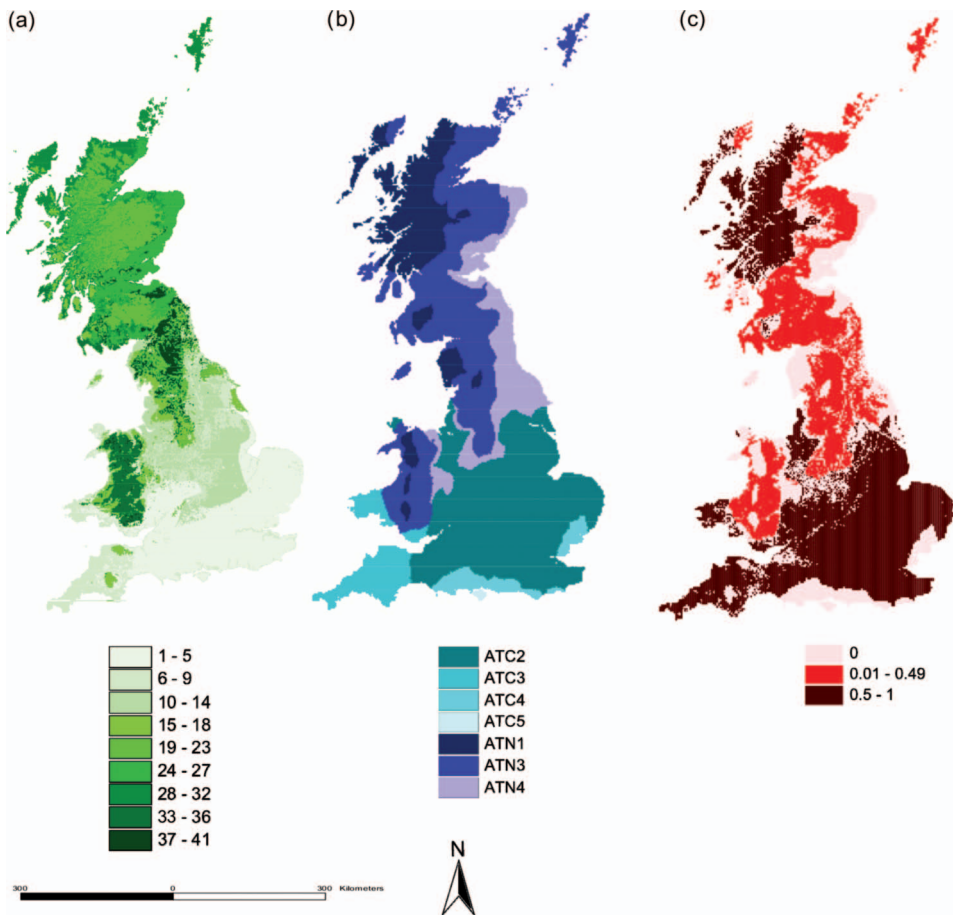 (a)
(b)
(c)
1 - 5
6 - 9
10 - 14
15 - 18
19 - 23
24 - 27
28 - 32
33 - 36
37 - 41
ATC2
ATC3
ATC4
ATC5
ATN1
ATN3
ATN4
0
0.01 - 0.49
0.5 - 1
N
300 0 300 Kilometers